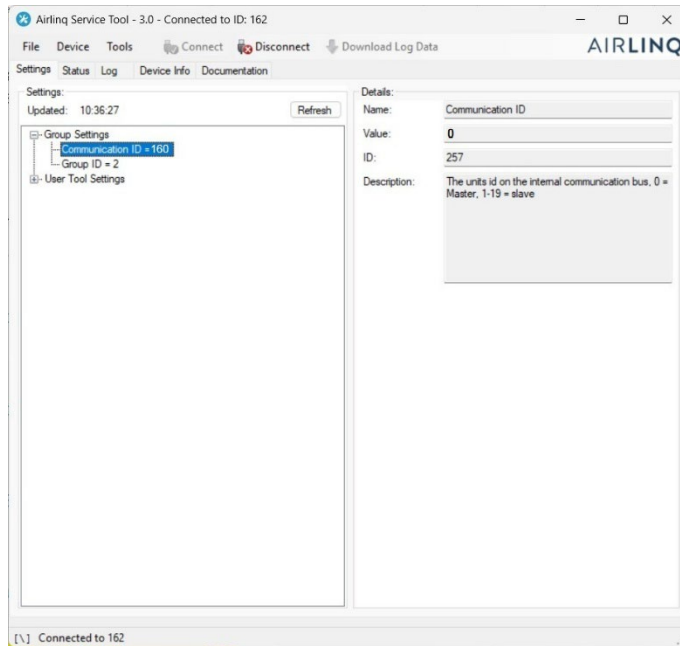 Airlinq Service Tool - 3.0 - Connected to ID: 162
File Device Tools Connect Disconnect Download Log Data AIRLINQ
Settings Status Log Device Info Documentation
Settings:
Updated: 10:36:27 Refresh
Group Settings
Communication ID = 160
Group ID = 2
User Tool Settings
Details:
Name: Communication ID
Value: 0
ID: 257
Description: The units id on the internal communication bus, 0 =
Master, 1-19 = slave
[\] Connected to 162